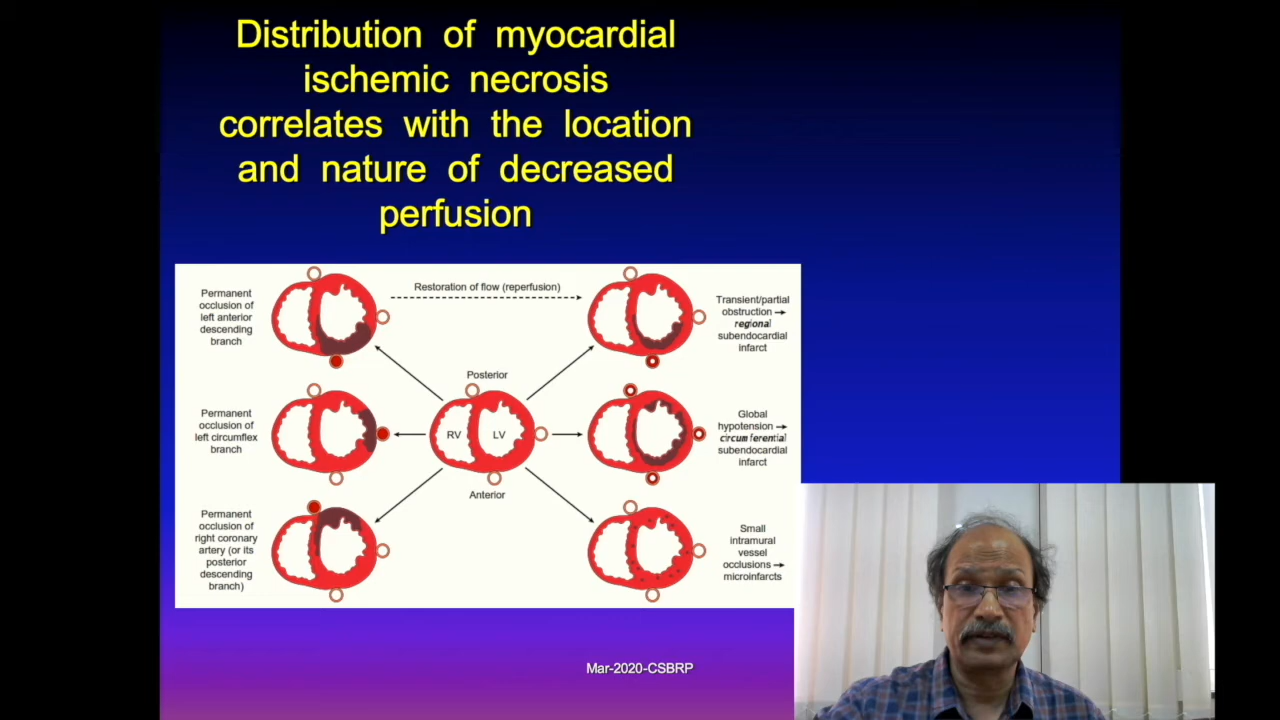 Distribution of myocardial
ischemic necrosis
correlates with the location
and nature of decreased
perfusion
Permanent
occlusion of
left anterior
descending
branch
Restoration of flow (reperfusion)
Transient/partial
obstruction →
regional
subendocardial
infarct
Posterior
Permanent
occlusion of
left circumflex
branch
RV
LV
Global
hypotension →
circumferential
subendocardial
infarct
Anterior
Permanent
occlusion of
right coronary
artery (or its
posterior
descending
branch)
Small
intramural
vessel
occlusions →
microinfarcts
Mar-2020-CSBRP